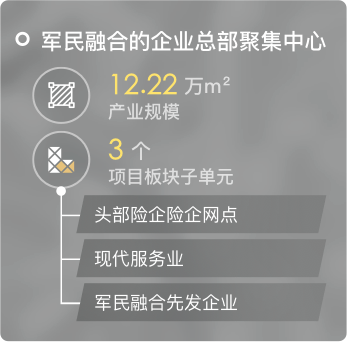 军民融合的企业总部聚集中心
12.22 万m²
产业规模
3 个
项目板块子单元
头部险企险企网点
现代服务业
军民融合先发企业